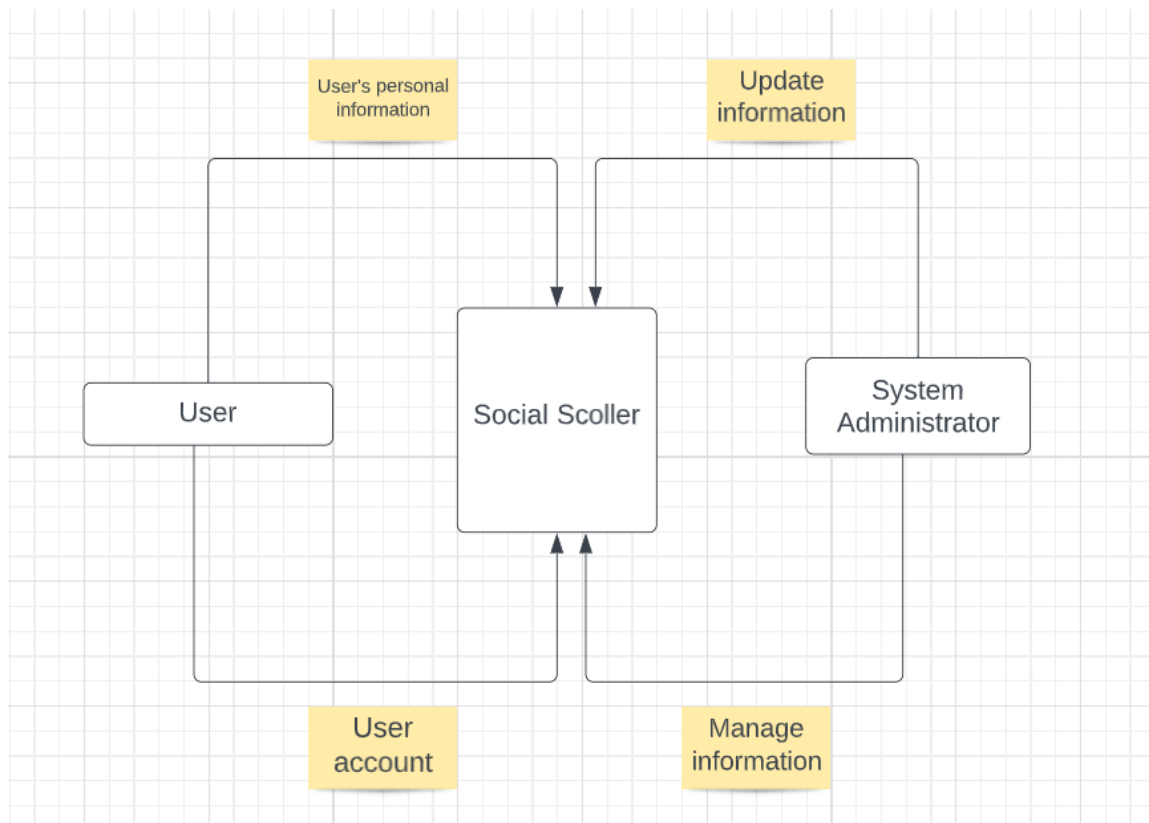 User's personal
information
Update
information
User
Social Scoller
System
Administrator
User
account
Manage
information